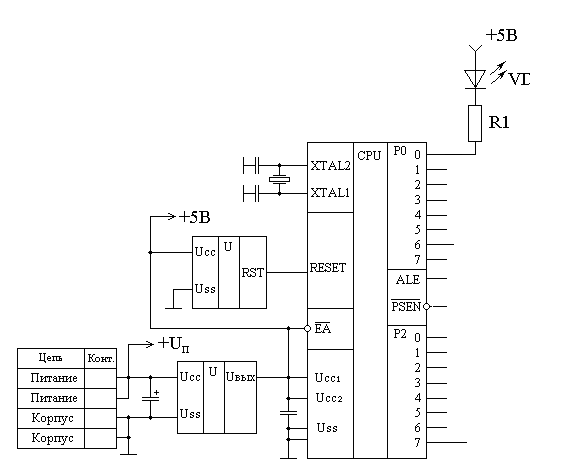 +5В
VD
R1
XTAL2
XTAL1
RESET
EA
Ucc1
Ucc2
Uss
CPU
P0
0
1
2
3
4
5
6
7
ALE
PSEN
P2
0
1
2
3
4
5
6
7
+5В
Ucc
U
RST
Uss
+UП
Цепь
Конт.
Питание
Питание
Корпус
Корпус
Ucc
U
Uвых
Uss
+